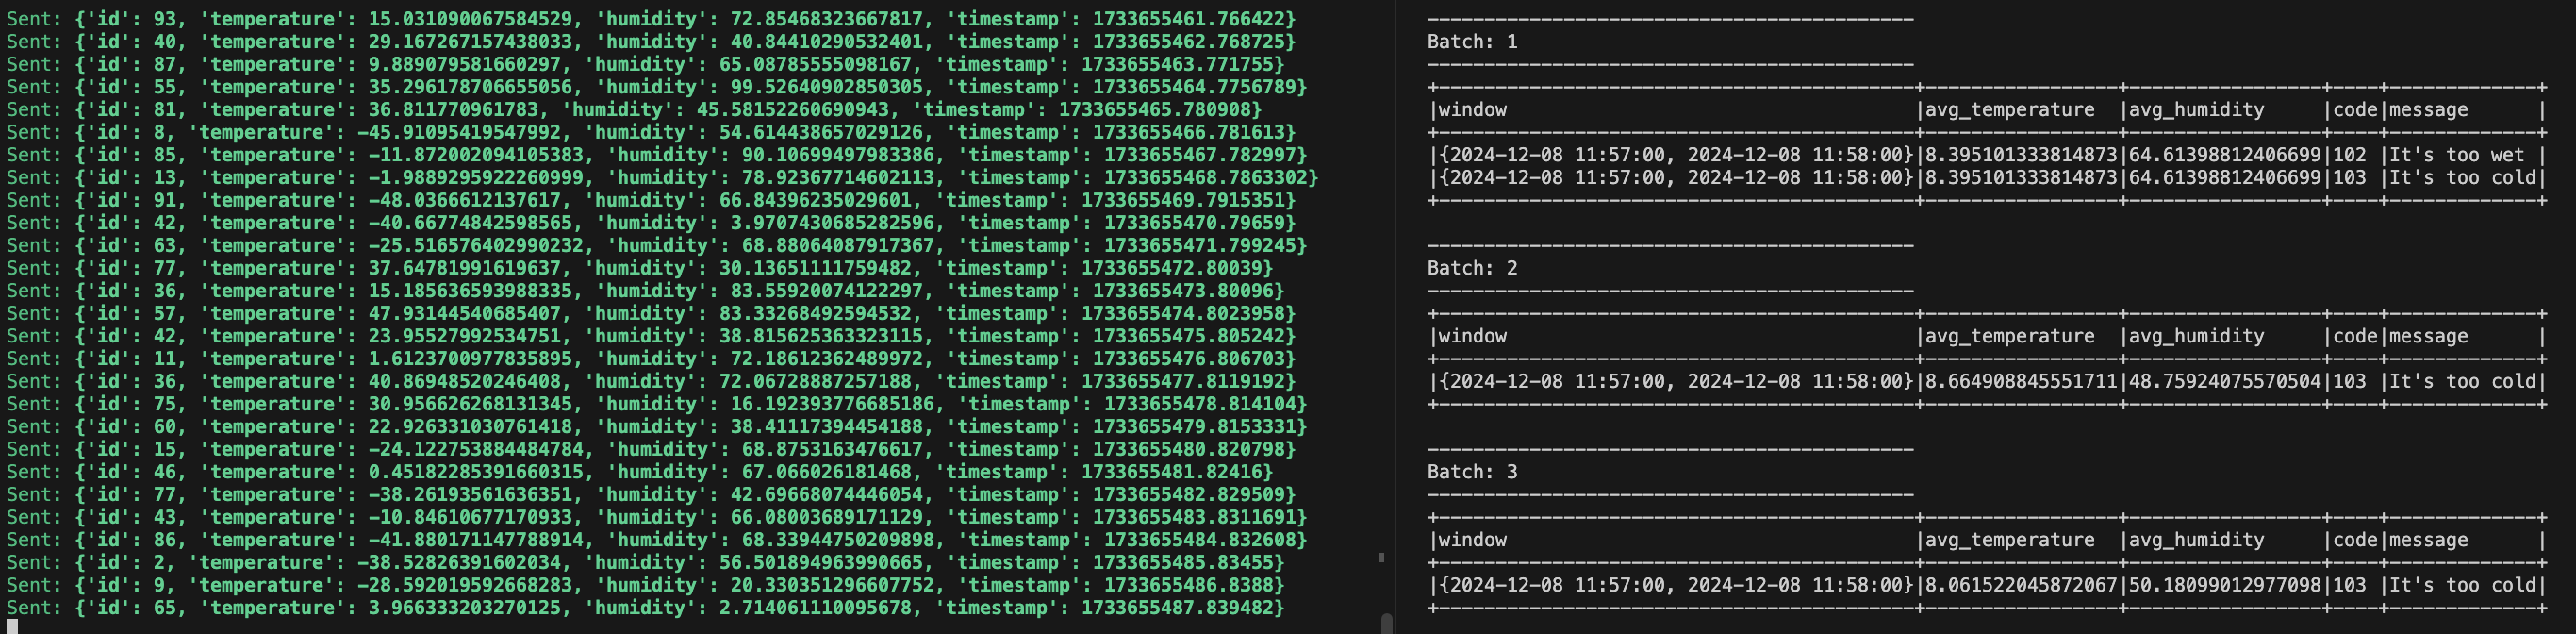 Sent: {'id': 93, 'temperature': 15.031090067584529, 'humidity': 72.85468323667817, 'timestamp': 1733655461.766422}
Sent: {'id': 40, 'temperature': 29.167267157438033, 'humidity': 40.84410290532401, 'timestamp': 1733655462.768725}
Sent: {'id': 87, 'temperature': 9.889079581660297, 'humidity': 65.08785555098167, 'timestamp': 1733655463.771755}
Sent: {'id': 55, 'temperature': 35.296178706655056, 'humidity': 99.52640902850305, 'timestamp': 1733655464.7756789}
Sent: {'id': 81, 'temperature': 36.811770961783, 'humidity': 45.58152260690943, 'timestamp': 1733655465.780908}
Sent: {'id': 8, 'temperature': -45.91095419547992, 'humidity': 54.614438657029126, 'timestamp': 1733655466.781613}
Sent: {'id': 85, 'temperature': -11.872002094105383, 'humidity': 90.10699497983386, 'timestamp': 1733655467.782997}
Sent: {'id': 13, 'temperature': -1.9889295922260999, 'humidity': 78.92367714602113, 'timestamp': 1733655468.7863302}
Sent: {'id': 91, 'temperature': -48.0366612137617, 'humidity': 66.84396235029601, 'timestamp': 1733655469.7915351}
Sent: {'id': 42, 'temperature': -40.66774842598565, 'humidity': 3.9707430685282596, 'timestamp': 1733655470.79659}
Sent: {'id': 63, 'temperature': -25.516576402990232, 'humidity': 68.88064087917367, 'timestamp': 1733655471.799245}
Sent: {'id': 77, 'temperature': 37.64781991619637, 'humidity': 30.13651111759482, 'timestamp': 1733655472.80039}
Sent: {'id': 36, 'temperature': 15.185636593988335, 'humidity': 83.55920074122297, 'timestamp': 1733655473.80096}
Sent: {'id': 57, 'temperature': 47.93144540685407, 'humidity': 83.33268492594532, 'timestamp': 1733655474.8023958}
Sent: {'id': 42, 'temperature': 23.95527992534751, 'humidity': 38.815625363323115, 'timestamp': 1733655475.805242}
Sent: {'id': 11, 'temperature': 1.6123700977835895, 'humidity': 72.18612362489972, 'timestamp': 1733655476.806703}
Sent: {'id': 36, 'temperature': 40.86948520246408, 'humidity': 72.06728887257188, 'timestamp': 1733655477.8119192}
Sent: {'id': 75, 'temperature': 30.956626268131345, 'humidity': 16.192393776685186, 'timestamp': 1733655478.814104}
Sent: {'id': 60, 'temperature': 22.926331030761418, 'humidity': 38.41117394454188, 'timestamp': 1733655479.8153331}
Sent: {'id': 15, 'temperature': -24.122753884484784, 'humidity': 68.8753163476617, 'timestamp': 1733655480.820798}
Sent: {'id': 46, 'temperature': 0.45182285391660315, 'humidity': 67.066026181468, 'timestamp': 1733655481.82416}
Sent: {'id': 77, 'temperature': -38.26193561636351, 'humidity': 42.69668074446054, 'timestamp': 1733655482.829509}
Sent: {'id': 43, 'temperature': -10.84610677170933, 'humidity': 66.08003689171129, 'timestamp': 1733655483.8311691}
Sent: {'id': 86, 'temperature': -41.880171147788914, 'humidity': 68.33944750209898, 'timestamp': 1733655484.832608}
Sent: {'id': 2, 'temperature': -38.52826391602034, 'humidity': 56.501894963990665, 'timestamp': 1733655485.83455}
Sent: {'id': 9, 'temperature': -28.592019592668283, 'humidity': 20.330351296607752, 'timestamp': 1733655486.8388}
Sent: {'id': 65, 'temperature': 3.966333203270125, 'humidity': 2.714061110095678, 'timestamp': 1733655487.839482}
-------------------------------------------
Batch: 1
-------------------------------------------
+------------------------------------------+-----------------+-----------------+----+-------------+
|window                                    |avg_temperature  |avg_humidity     |code|message      |
+------------------------------------------+-----------------+-----------------+----+-------------+
|{2024-12-08 11:57:00, 2024-12-08 11:58:00}|8.395101333814873|64.61398812406699|102 |It's too wet |
|{2024-12-08 11:57:00, 2024-12-08 11:58:00}|8.395101333814873|64.61398812406699|103 |It's too cold|
+------------------------------------------+-----------------+-----------------+----+-------------+
-------------------------------------------
Batch: 2
-------------------------------------------
+------------------------------------------+-----------------+-----------------+----+-------------+
|window                                    |avg_temperature  |avg_humidity     |code|message      |
+------------------------------------------+-----------------+-----------------+----+-------------+
|{2024-12-08 11:57:00, 2024-12-08 11:58:00}|8.664908845551711|48.75924075570504|103 |It's too cold|
+------------------------------------------+-----------------+-----------------+----+-------------+
-------------------------------------------
Batch: 3
-------------------------------------------
+------------------------------------------+-----------------+-----------------+----+-------------+
|window                                    |avg_temperature  |avg_humidity     |code|message      |
+------------------------------------------+-----------------+-----------------+----+-------------+
|{2024-12-08 11:57:00, 2024-12-08 11:58:00}|8.061522045872067|50.18099012977098|103 |It's too cold|
+------------------------------------------+-----------------+-----------------+----+-------------+